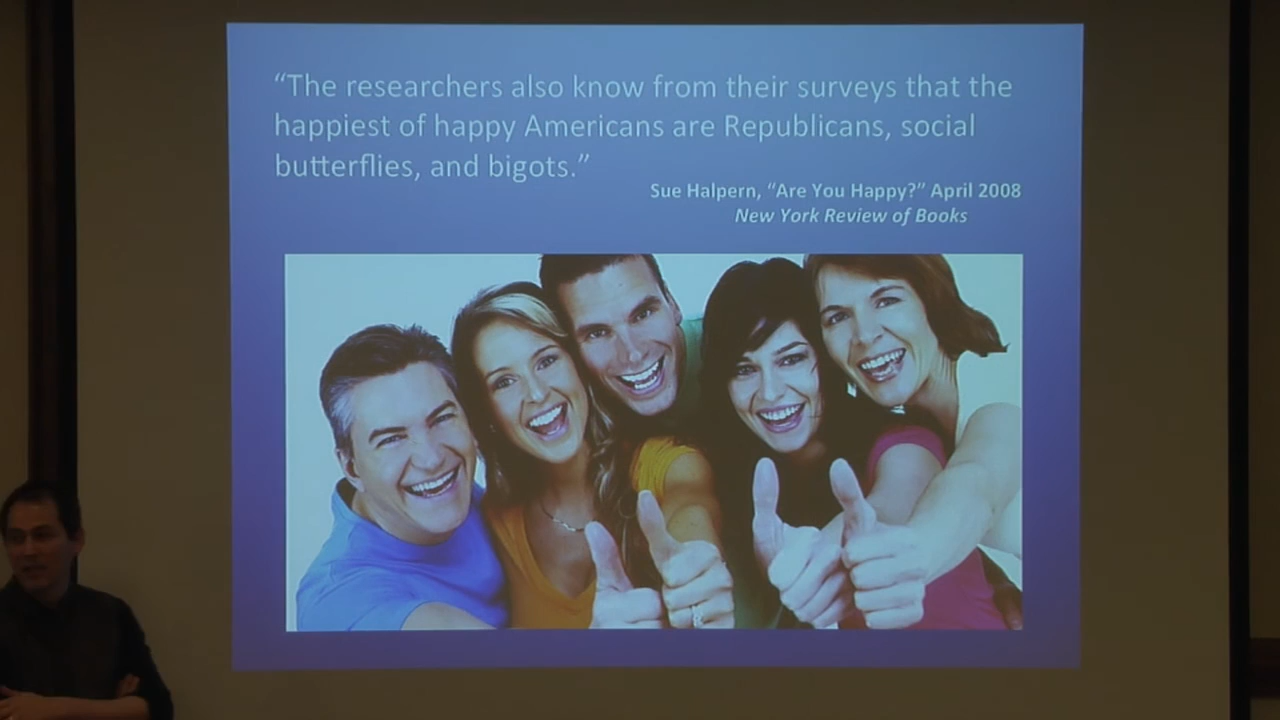 “The researchers also know from their surveys that the
happiest of happy Americans are Republicans, social
butterflies, and bigots.”
Sue Halpern, “Are You Happy?” April 2008
New York Review of Books